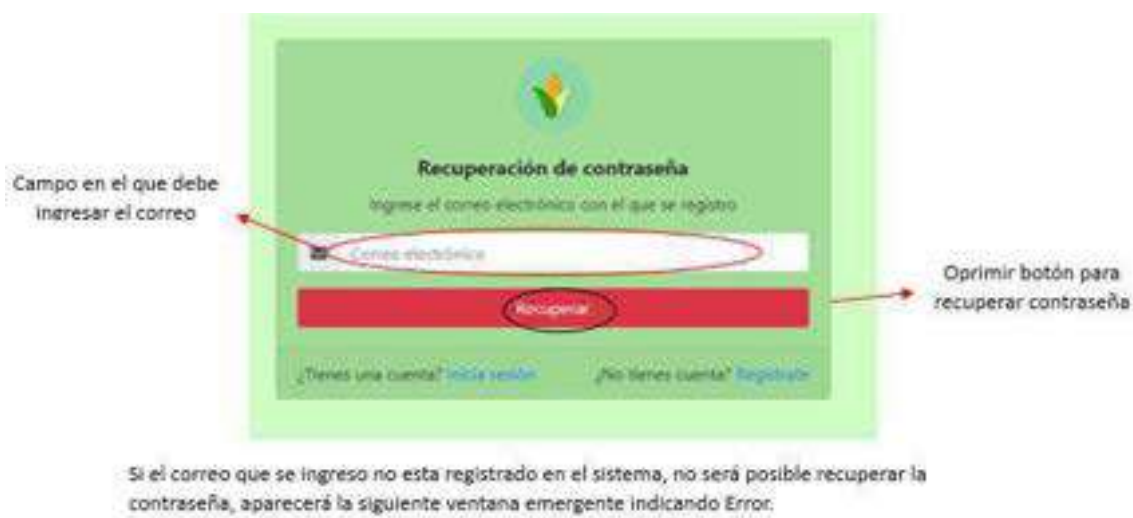 Recuperación de contraseña
Campo en el que debe
ingresar el correo
Ingrese el correo electrónico con el que se registro
Correo electrónico
Oprimir botón para
recuperar contraseña
Recuperar
¿Tienes una cuenta? Inicia sesión
¿No tienes cuenta? Registrate
Si el correo que se ingreso no esta registrado en el sistema, no será posible recuperar la
contraseña, aparecerá la siguiente ventana emergente indicando Error.